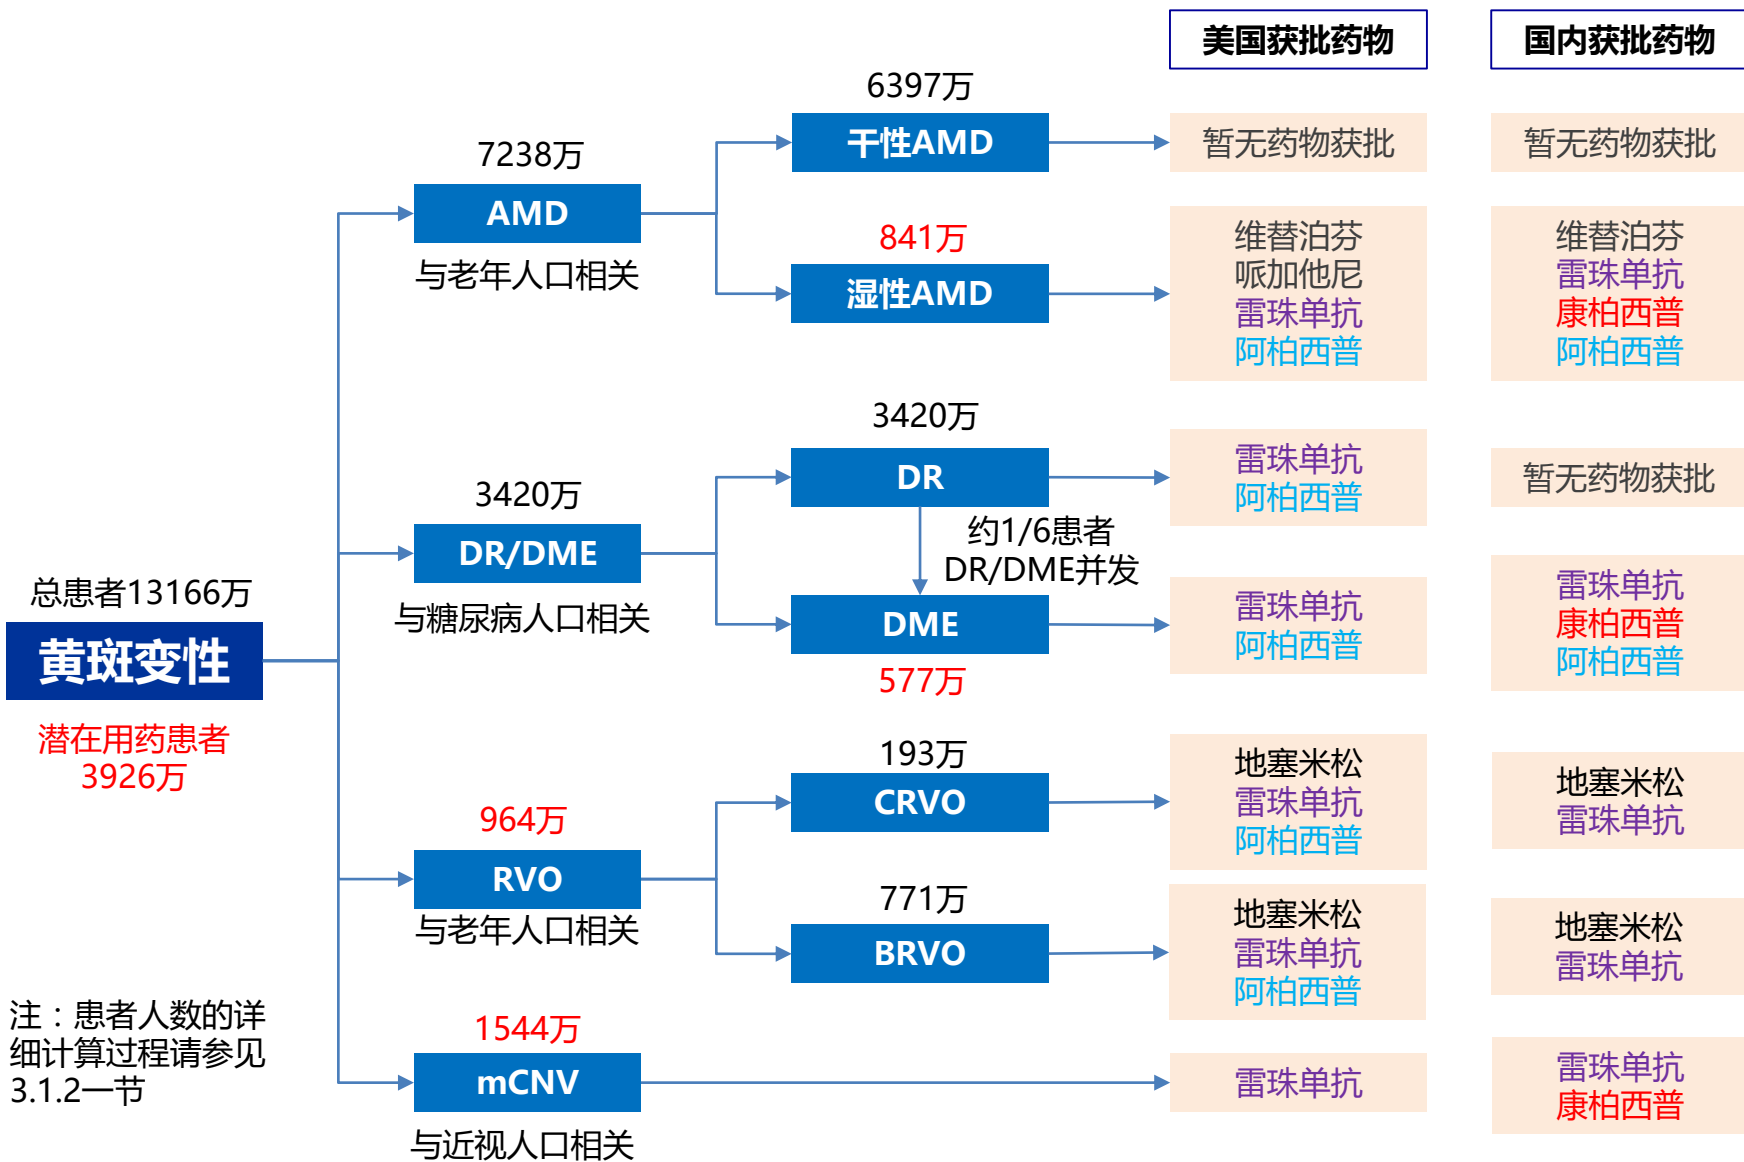 美国获批药物
国内获批药物
总患者13166万
黄斑变性
潜在用药患者
3926万
注：患者人数的详
细计算过程请参见
3.1.2一节
7238万
AMD
与老年人口相关
6397万
干性AMD
暂无药物获批
暂无药物获批
841万
湿性AMD
维替泊芬
哌加他尼
雷珠单抗
阿柏西普
维替泊芬
雷珠单抗
康柏西普
阿柏西普
3420万
DR/DME
与糖尿病人口相关
3420万
DR
雷珠单抗
阿柏西普
暂无药物获批
约1/6患者
DR/DME并发
DME
577万
雷珠单抗
阿柏西普
雷珠单抗
康柏西普
阿柏西普
964万
RVO
与老年人口相关
193万
CRVO
地塞米松
雷珠单抗
阿柏西普
地塞米松
雷珠单抗
771万
BRVO
地塞米松
雷珠单抗
阿柏西普
地塞米松
雷珠单抗
1544万
mCNV
与近视人口相关
雷珠单抗
雷珠单抗
康柏西普